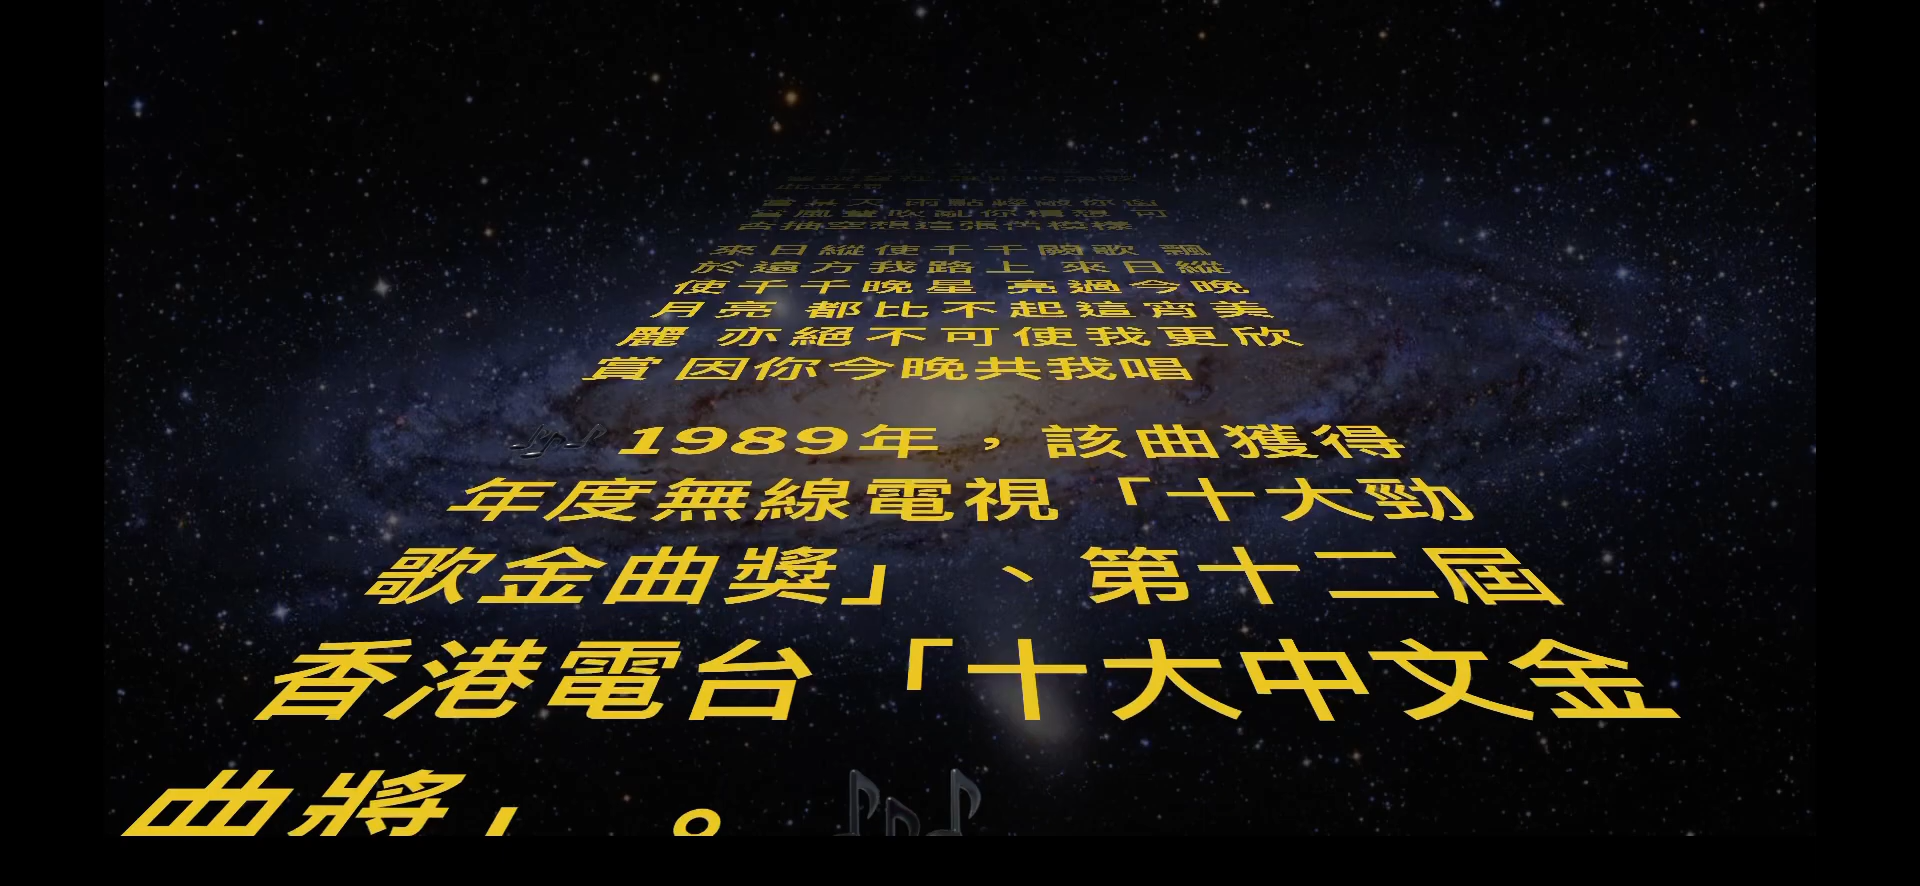 來日縱使千千闕歌 飄
於遠方我路上 來日縱
使千千晚星 亮過今晚
月亮 都比不起這宵美
麗 亦絕不可使我更欣
賞 因你今晚共我唱
1989年，該曲獲得
年度無線電視「十大勁
歌金曲獎」、第十二屆
香港電台「十大中文金
曲將」。